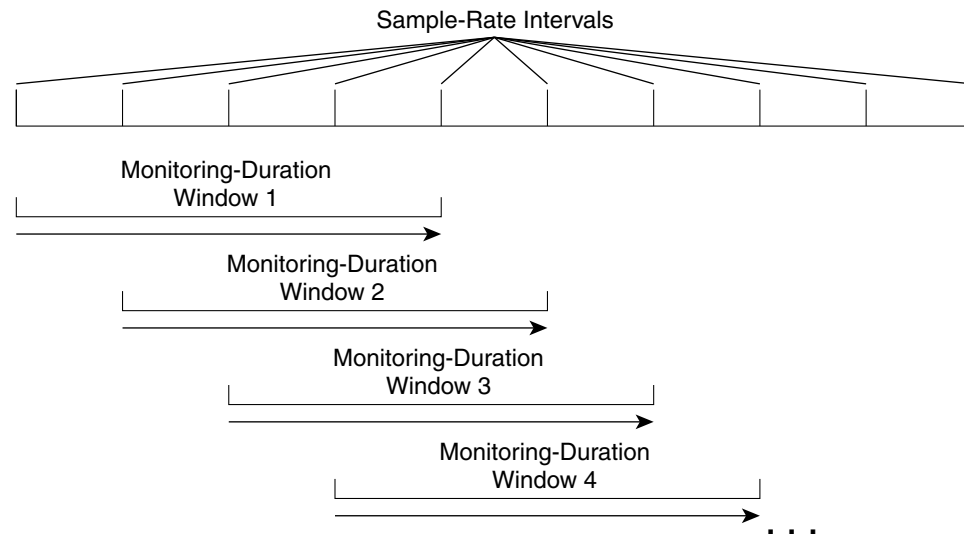 Sample-Rate Intervals
Monitoring-Duration
Window 1
Monitoring-Duration
Window 2
Monitoring-Duration
Window 3
Monitoring-Duration
Window 4
...